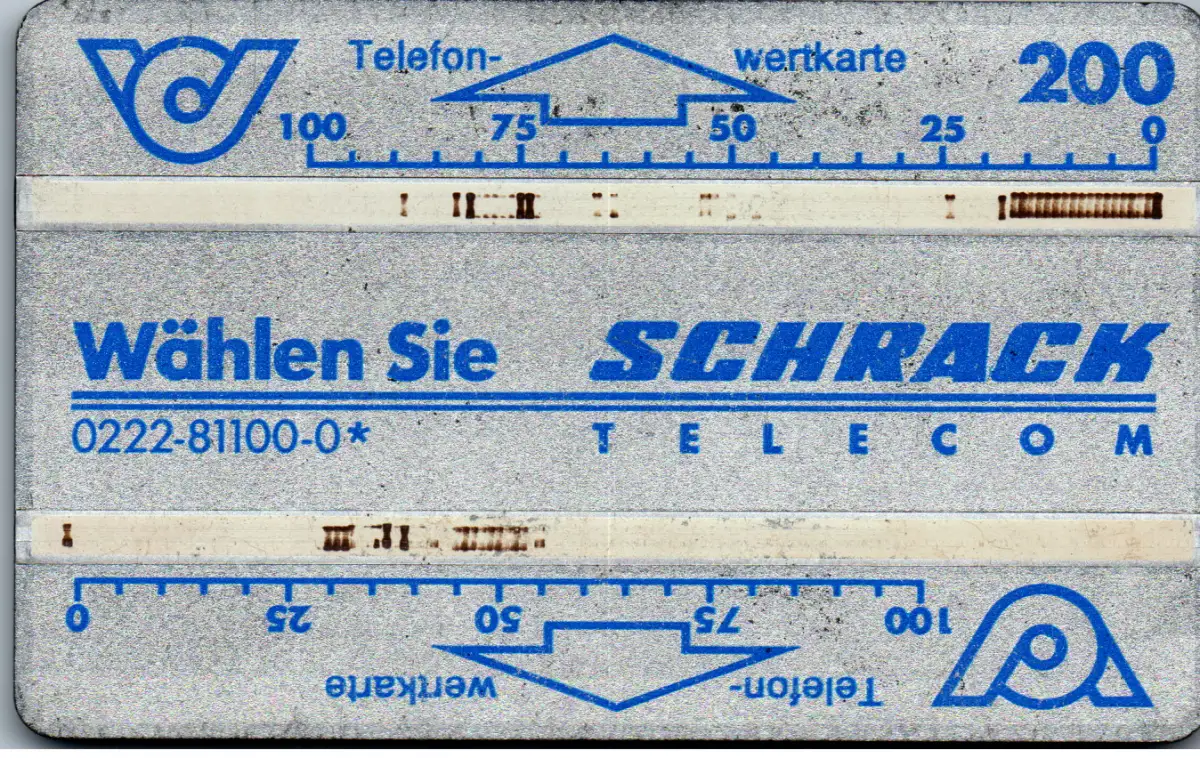 Telefon- wertkarte 200
100 75 50 25 0
Wählen Sie SCHRACK
0222-81100-0* TELECOM
0 25 50 75 100
Telefon- wertkarte